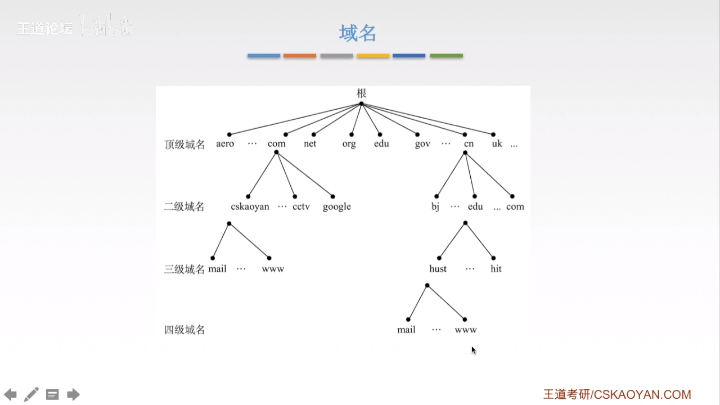 王道论坛
域名
根
顶级域名 aero … com net org edu gov … cn uk ...
二级域名 cskaoyan … cctv google bj … edu ... com
三级域名 mail … www hust … hit
四级域名 mail … www
王道考研/CSKAOYAN.COM